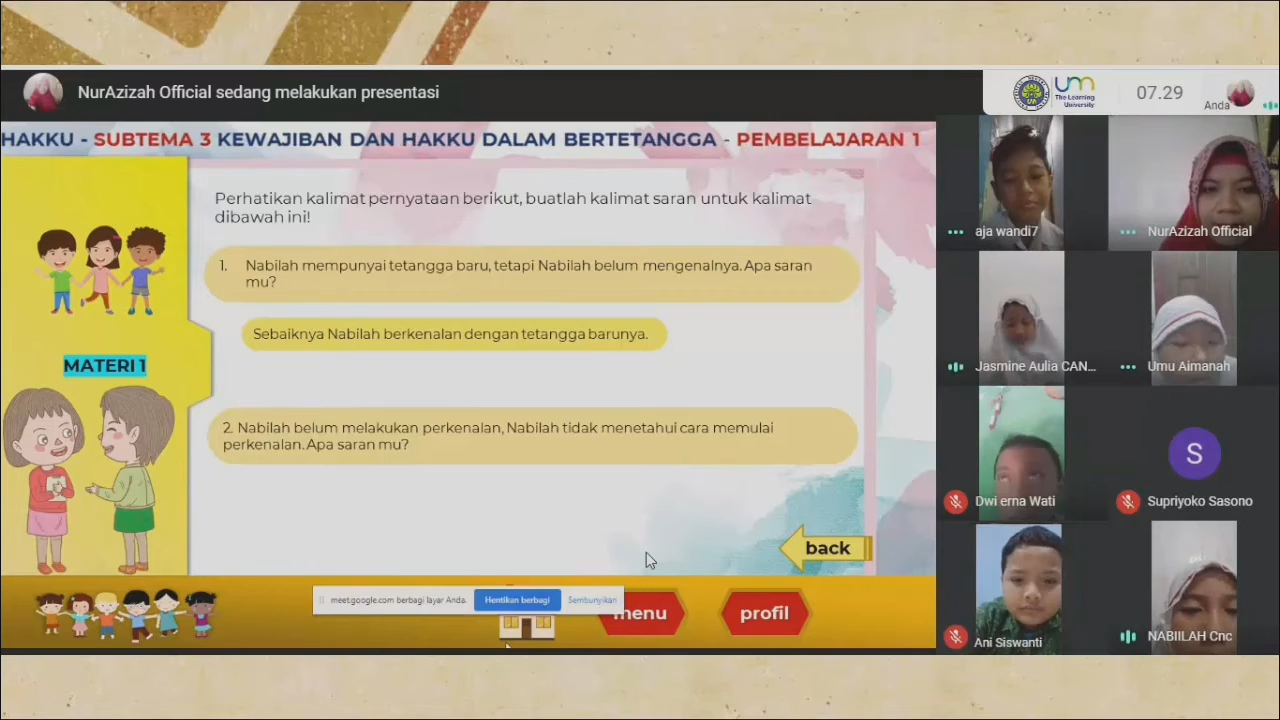 NurAzizah Official sedang melakukan presentasi
um
The Learning
University
07.29
Anda
HAKKU - SUBTEMA 3 KEWAJIBAN DAN HAKKU DALAM BERTETANGGA - PEMBELAJARAN 1
Perhatikan kalimat pernyataan berikut, buatlah kalimat saran untuk kalimat
dibawah ini!
1. Nabilah mempunyai tetangga baru, tetapi Nabilah belum mengenalnya. Apa saran
mu?
Sebaiknya Nabilah berkenalan dengan tetangga barunya.
MATERI 1
2. Nabilah belum melakukan perkenalan, Nabilah tidak menetahui cara memulai
perkenalan. Apa saran mu?
back
meet.google.com berbagi layar Anda.
Hentikan berbagi
Sembunyikan
menu
profil
aja wandi7
NurAzizah Official
Jasmine Aulia CAN...
Umu Aimanah
Dwi erna Wati
S
Supriyoko Sasono
Ani Siswanti
NABIILAH Cnc